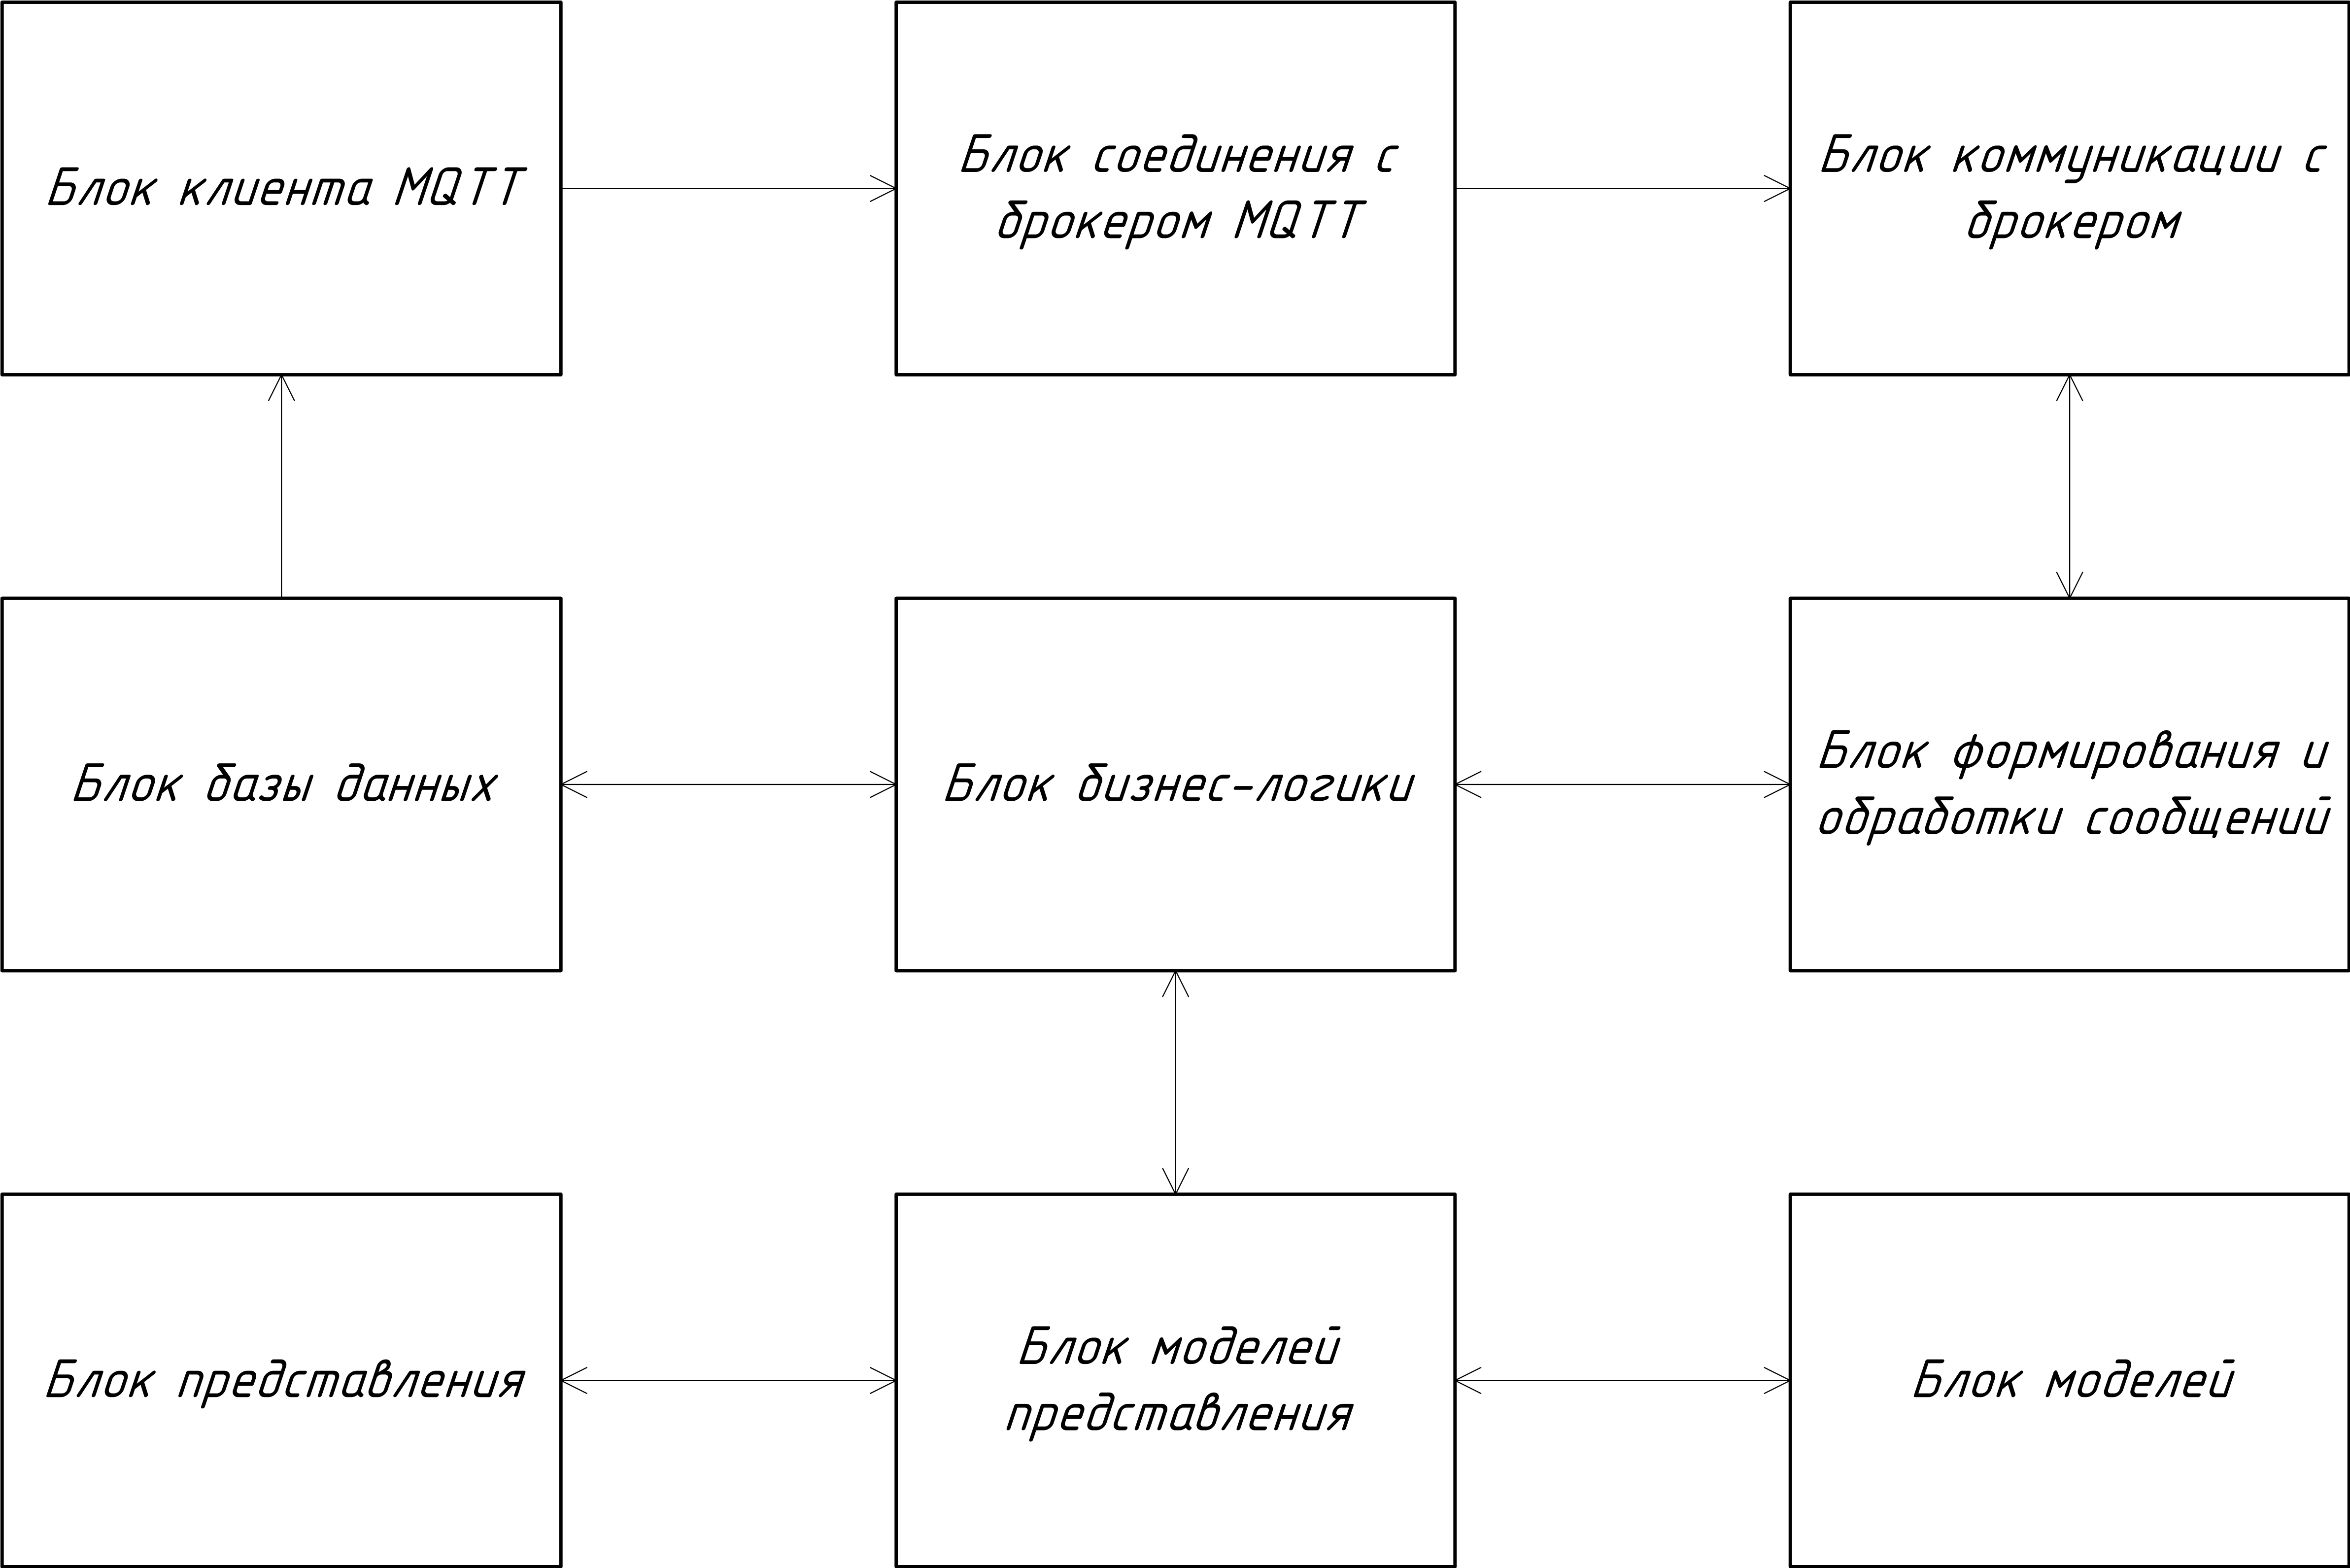 Блок клиента MQTT
Блок соединения с
брокером MQTT
Блок коммуникации с
брокером
Блок базы данных
Блок бизнес-логики
Блок формирования и
обработки сообщений
Блок представления
Блок моделей
представления
Блок моделей